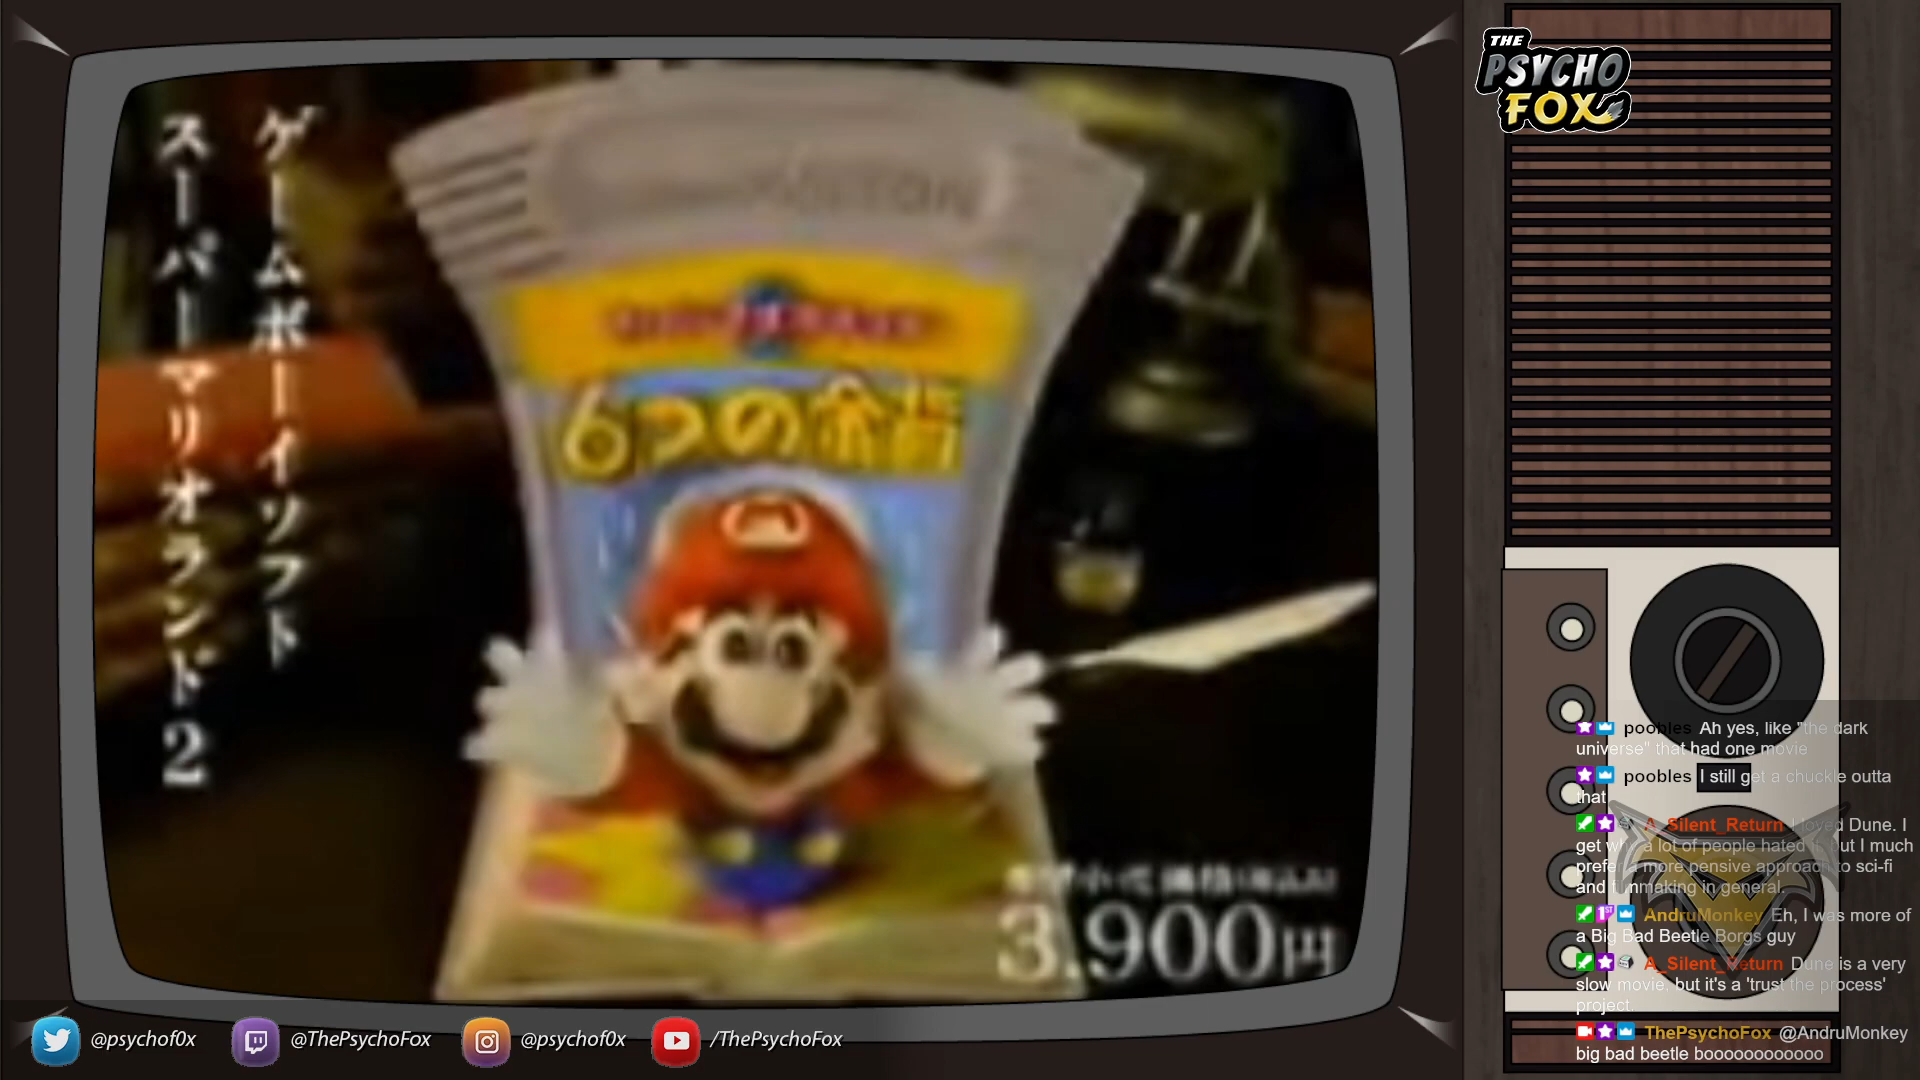 ゲームボーイソフト
スーパーマリオランド2
6つの金
3.900円
THE
PSYCHO
FOX
poobles Ah yes, like "the dark
universe" that had one movie
poobles I still get a chuckle outta
that
A_Silent_Return I loved Dune. I
get why a lot of people hated it, but I much
prefer a more pensive approach to sci-fi
and filmmaking in general.
AndruMonkey Eh, I was more of
a Big Bad Beetle Borgs guy
A_Silent_Return Dune is a very
slow movie, but it's a 'trust the process'
project.
ThePsychoFox @AndruMonkey
big bad beetle booooooooooooo
@psychof0x
@ThePsychoFox
@psychof0x
/ThePsychoFox